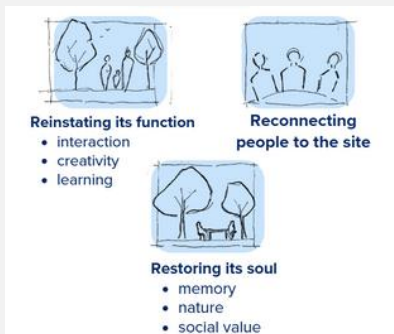 Reinstating its function
• interaction
• creativity
• learning
Reconnecting
people to the site
Restoring its soul
• memory
• nature
• social value